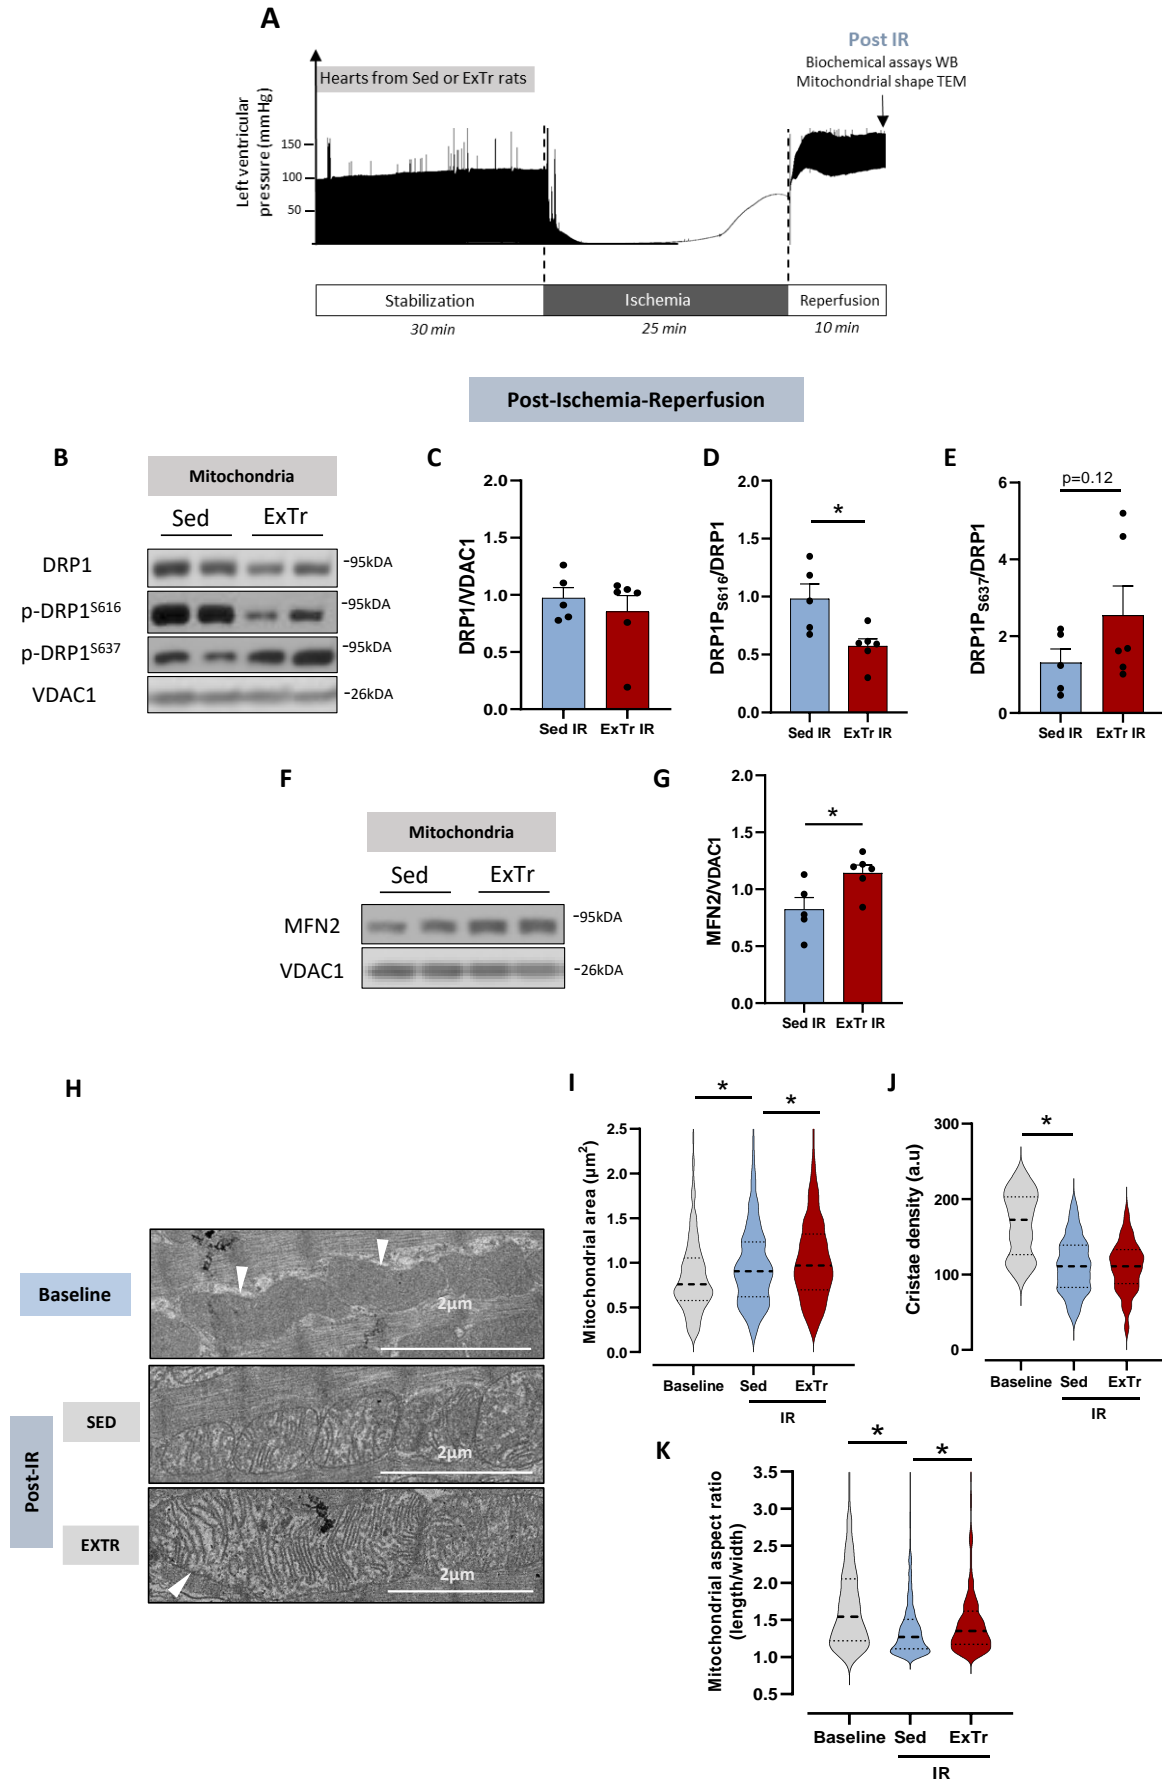 A
Post IR
Biochemical assays WB
Mitochondrial shape TEM
Hearts from Sed or ExTr rats
Left ventricular
pressure (mmHg)
150
100
50
Stabilization
Ischemia
Reperfusion
30 min
25 min
10 min
Post-Ischemia-Reperfusion
B
Mitochondria
Sed
ExTr
DRP1
-95kDA
p-DRP1S616
-95kDA
p-DRP1S637
-95kDA
VDAC1
-26kDA
C
DRP1/VDAC1
2.0
1.5
1.0
0.5
0.0
Sed IR
ExTr IR
D
DRP1PS616/DRP1
2.0
1.5
1.0
0.5
0.0
*
Sed IR
ExTr IR
E
DRP1PS637/DRP1
6
4
2
0
p=0.12
Sed IR
ExTr IR
F
Mitochondria
Sed
ExTr
MFN2
-95kDA
VDAC1
-26kDA
G
MFN2/VDAC1
2.0
1.5
1.0
0.5
0.0
*
Sed IR
ExTr IR
H
Baseline
2µm
Post-IR
SED
2µm
EXTR
2µm
I
Mitochondrial area (µm2)
2.5
2.0
1.5
1.0
0.5
0.0
*
*
Baseline
Sed
ExTr
IR
J
Cristae density (a.u)
300
200
100
0
*
Baseline
Sed
ExTr
IR
K
Mitochondrial aspect ratio
(length/width)
3.5
3.0
2.5
2.0
1.5
1.0
0.5
*
*
Baseline
Sed
ExTr
IR